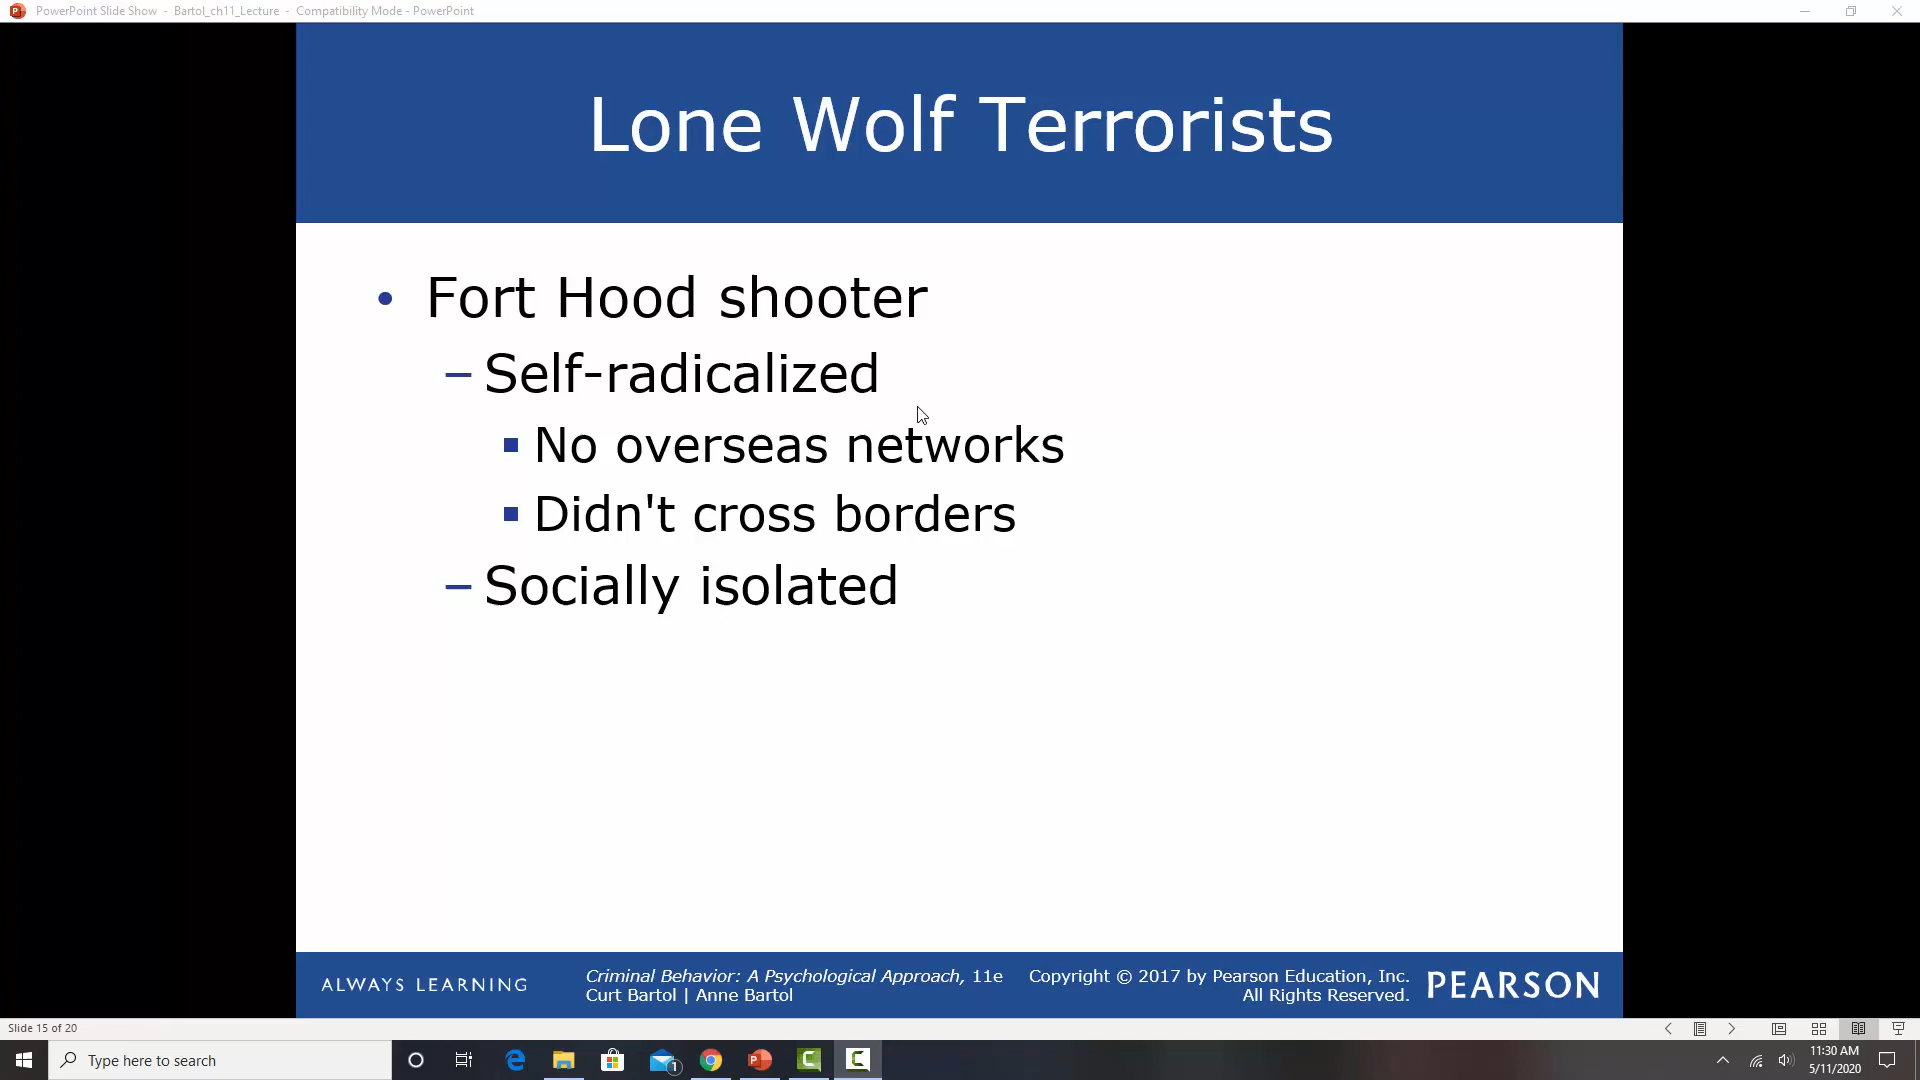 PowerPoint Slide Show - Bartol_ch11_Lecture - Compatibility Mode - PowerPoint
Lone Wolf Terrorists
• Fort Hood shooter
– Self-radicalized
▪ No overseas networks
▪ Didn't cross borders
– Socially isolated
ALWAYS LEARNING
Criminal Behavior: A Psychological Approach, 11e
Curt Bartol | Anne Bartol
Copyright © 2017 by Pearson Education, Inc.
All Rights Reserved.
PEARSON
Slide 15 of 20
Type here to search
1
11:30 AM
5/11/2020